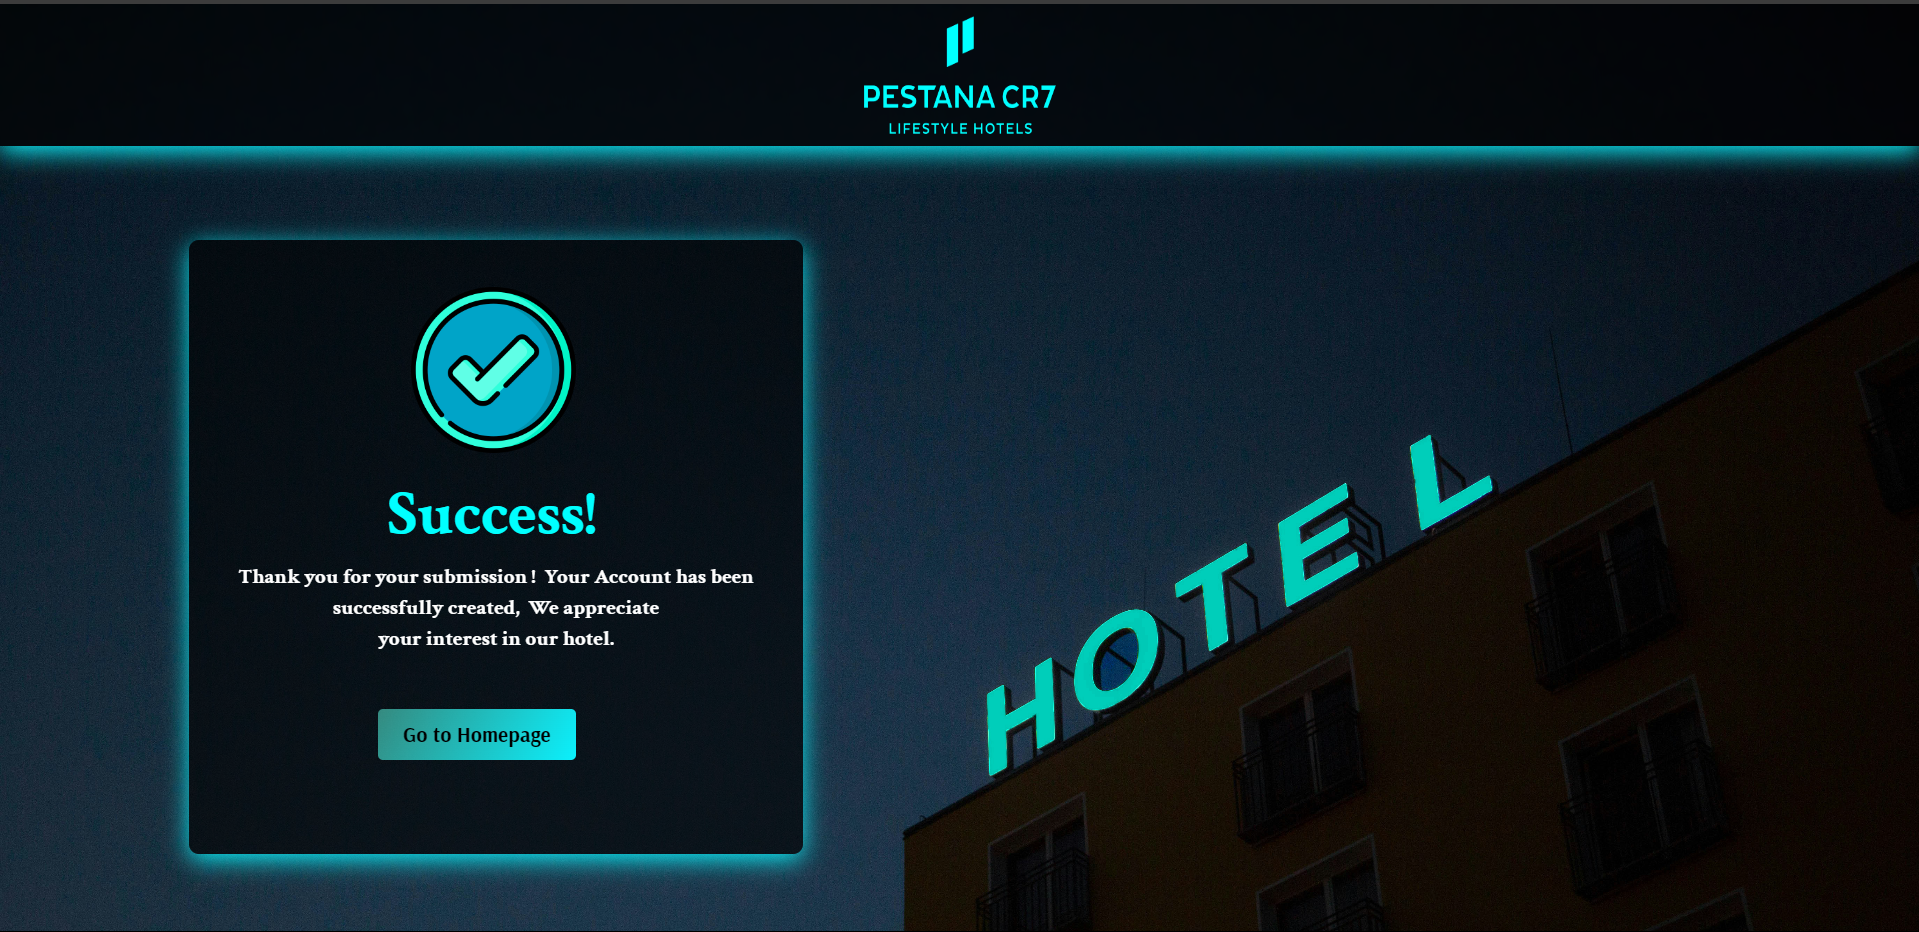 PESTANA CR7
LIFESTYLE HOTELS
Success!
Thank you for your submission! Your Account has been
successfully created, We appreciate
your interest in our hotel.
Go to Homepage
HOTEL